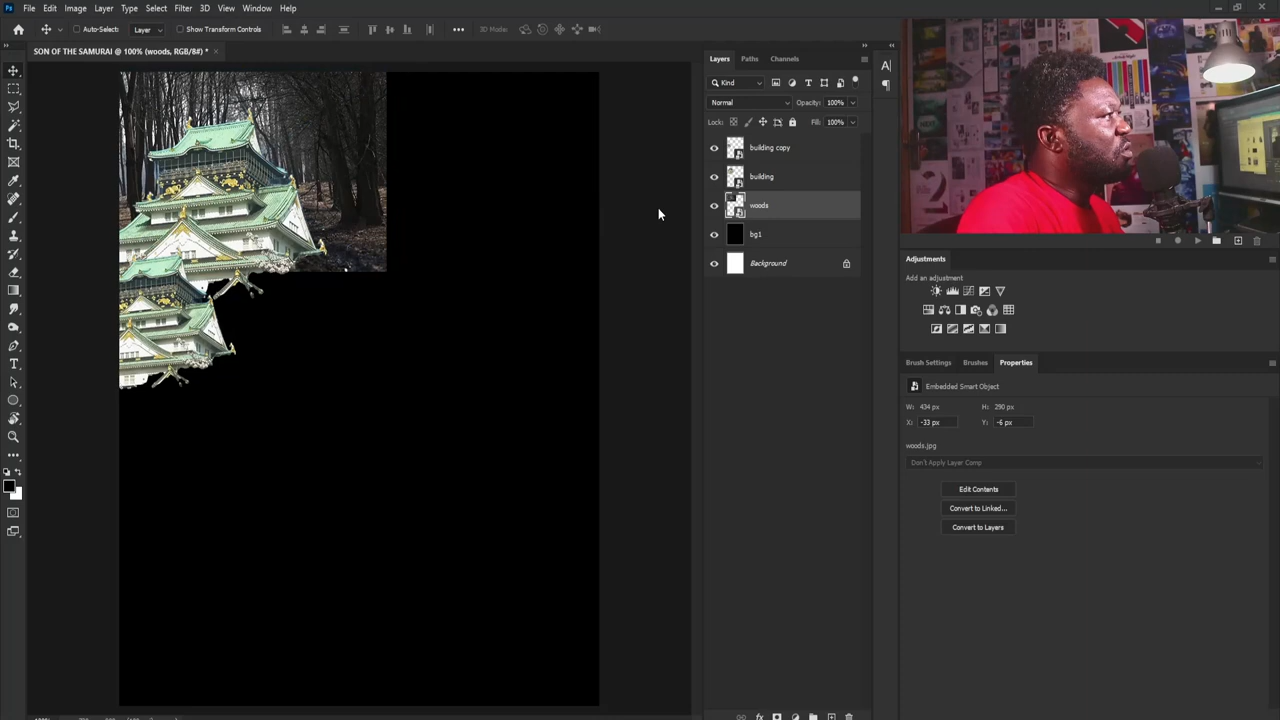 Ps File Edit Image Layer Type Select Filter 3D View Window Help
Auto-Select: Layer Show Transform Controls 3D Mode:
SON OF THE SAMURAI @ 100% (woods, RGB/8#) *
Layers Paths Channels
Kind
Normal Opacity: 100%
Lock: Fill: 100%
building copy
building
woods
bg1
Background
Adjustments
Add an adjustment
Brush Settings Brushes Properties
Embedded Smart Object
W: 434 px H: 290 px
X: -33 px Y: -6 px
woods.jpg
Don't Apply Layer Comp
Edit Contents
Convert to Linked...
Convert to Layers